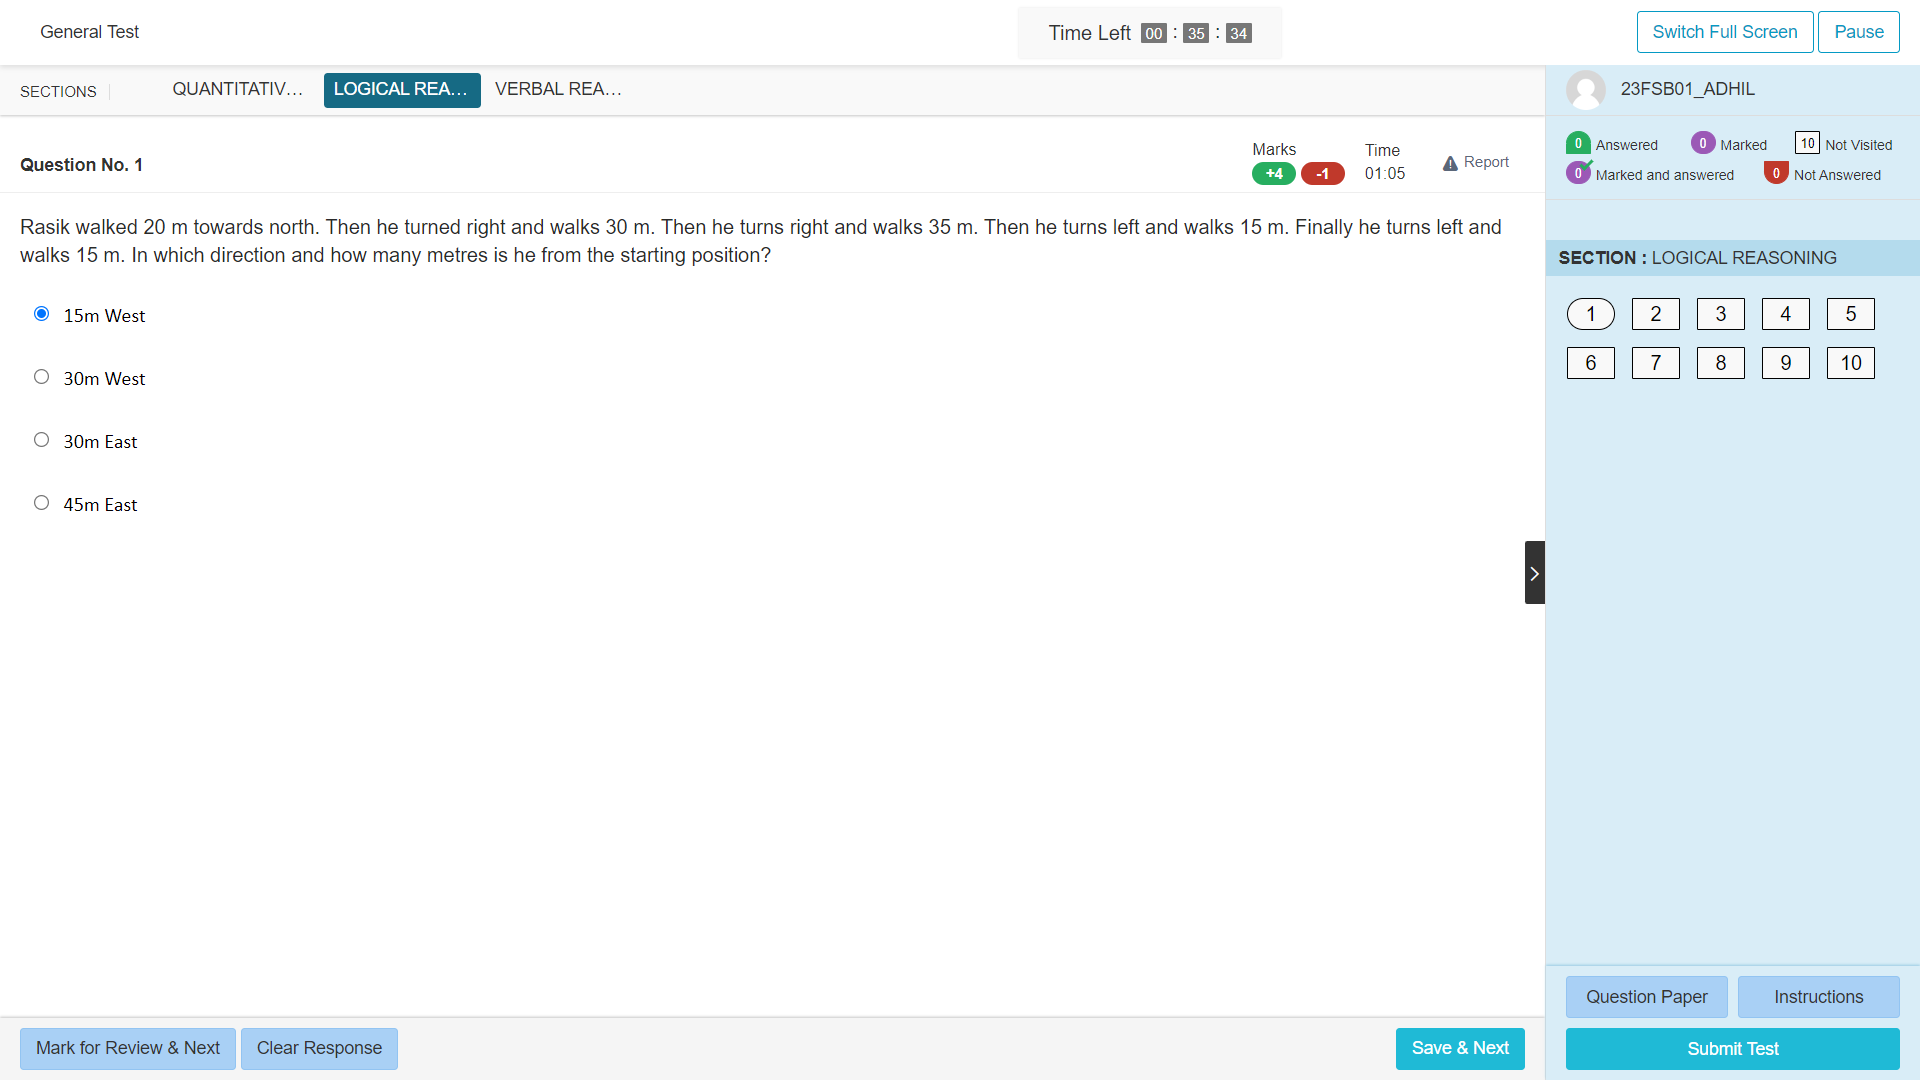 General Test
Time Left 00 : 35 : 34
Switch Full Screen
Pause
SECTIONS
QUANTITATIV...
LOGICAL REA...
VERBAL REA...
23FSB01_ADHIL
0 Answered
0 Marked
10 Not Visited
0 Marked and answered
0 Not Answered
Question No. 1
Marks
+4 -1
Time
01:05
Report
Rasik walked 20 m towards north. Then he turned right and walks 30 m. Then he turns right and walks 35 m. Then he turns left and walks 15 m. Finally he turns left and
walks 15 m. In which direction and how many metres is he from the starting position?
15m West
30m West
30m East
45m East
SECTION : LOGICAL REASONING
1 2 3 4 5
6 7 8 9 10
Question Paper
Instructions
Mark for Review & Next
Clear Response
Save & Next
Submit Test